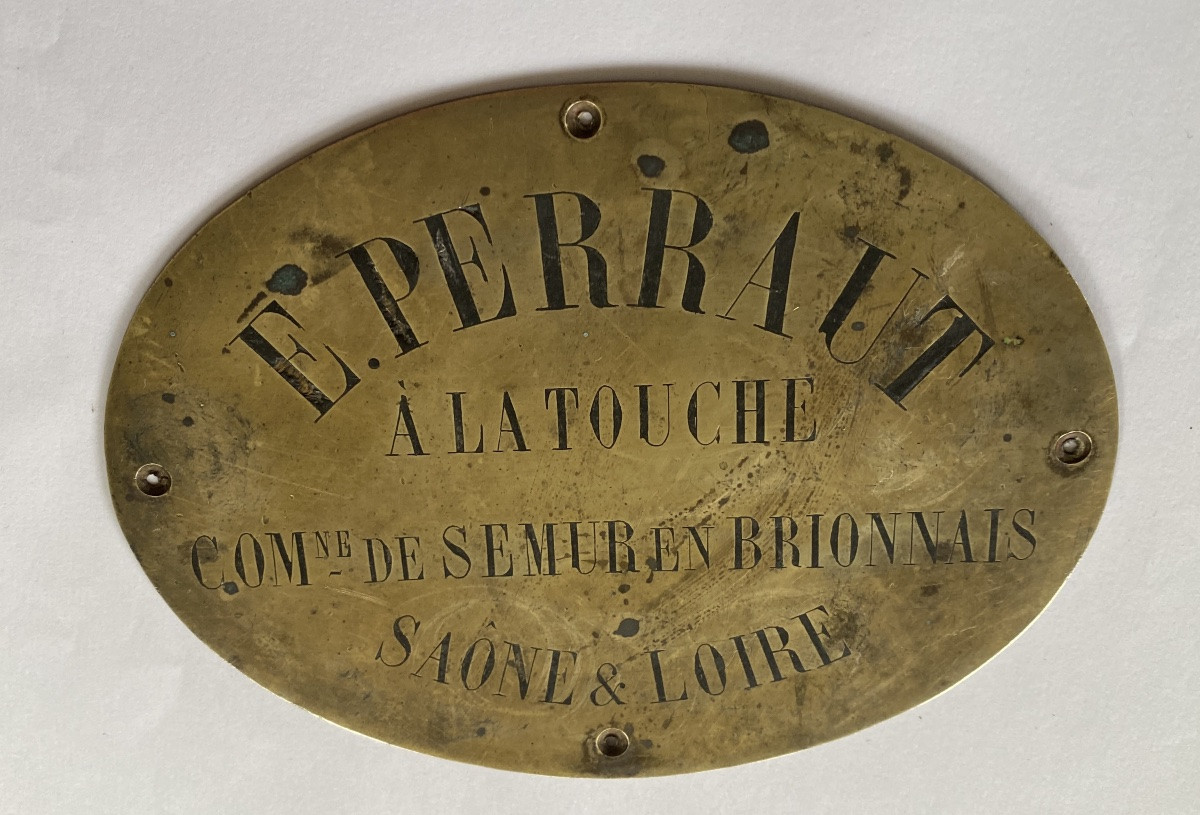 E. PERRAUT
À LA TOUCHE
COMNE DE SEMUR EN BRIONNAIS
SAÔNE & LOIRE